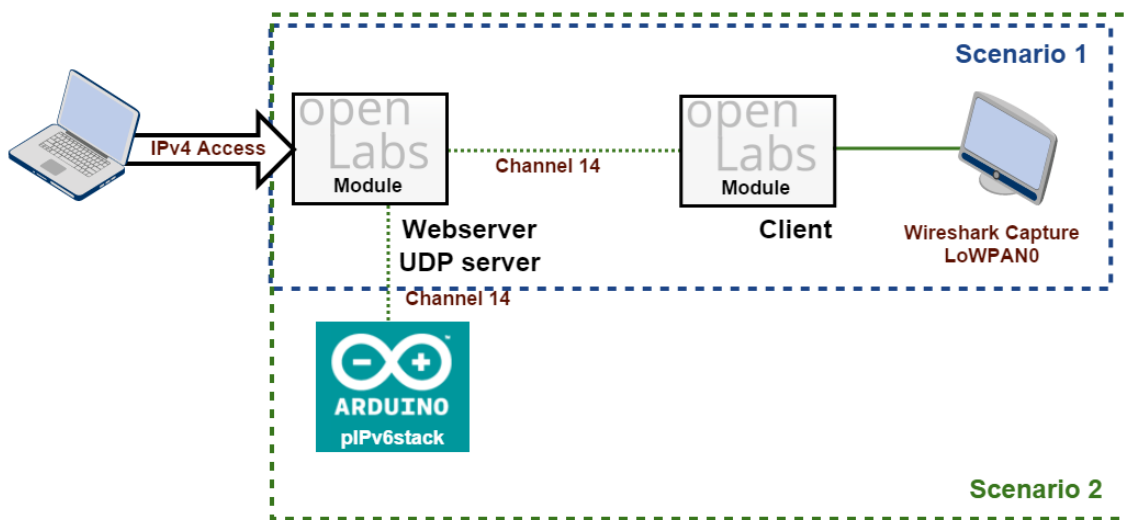 Scenario 1
open
Labs
Module
IPv4 Access
Channel 14
open
Labs
Module
Webserver
UDP server
Client
Wireshark Capture
LoWPAN0
Channel 14
ARDUINO
™
pIPv6stack
Scenario 2